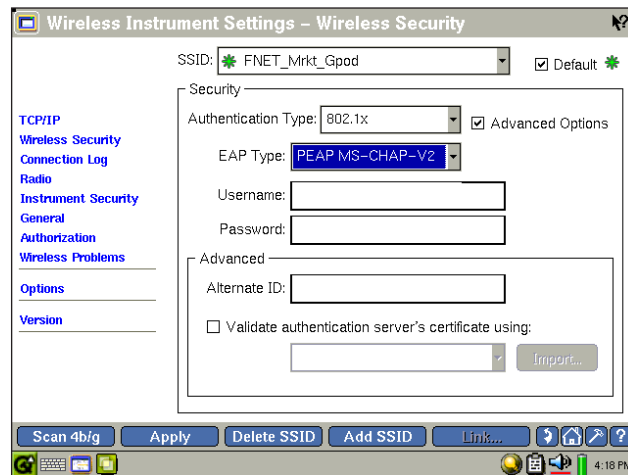 Wireless Instrument Settings – Wireless Security
SSID: FNET_Mrkt_Gpod
Default
Security
Authentication Type: 802.1x
Advanced Options
EAP Type: PEAP MS-CHAP-V2
Username:
Password:
Advanced
Alternate ID:
Validate authentication server's certificate using:
Import...
TCP/IP
Wireless Security
Connection Log
Radio
Instrument Security
General
Authorization
Wireless Problems
Options
Version
Scan 4b/g
Apply
Delete SSID
Add SSID
Link...
?
4:18 PM